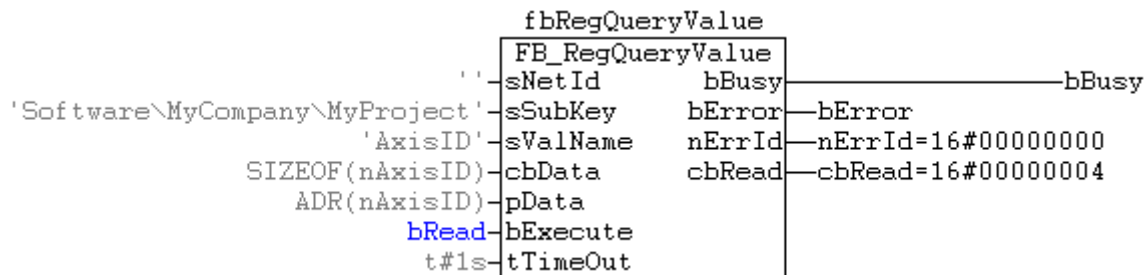 fbRegQueryValue
FB_RegQueryValue
''sNetId bBusy bBusy
'Software\MyCompany\MyProject' sSubKey bError bError
'AxisID' sValName nErrId nErrId=16#00000000
SIZEOF(nAxisID) cbData cbRead cbRead=16#00000004
ADR(nAxisID) pData
bRead bExecute
t#1s tTimeOut